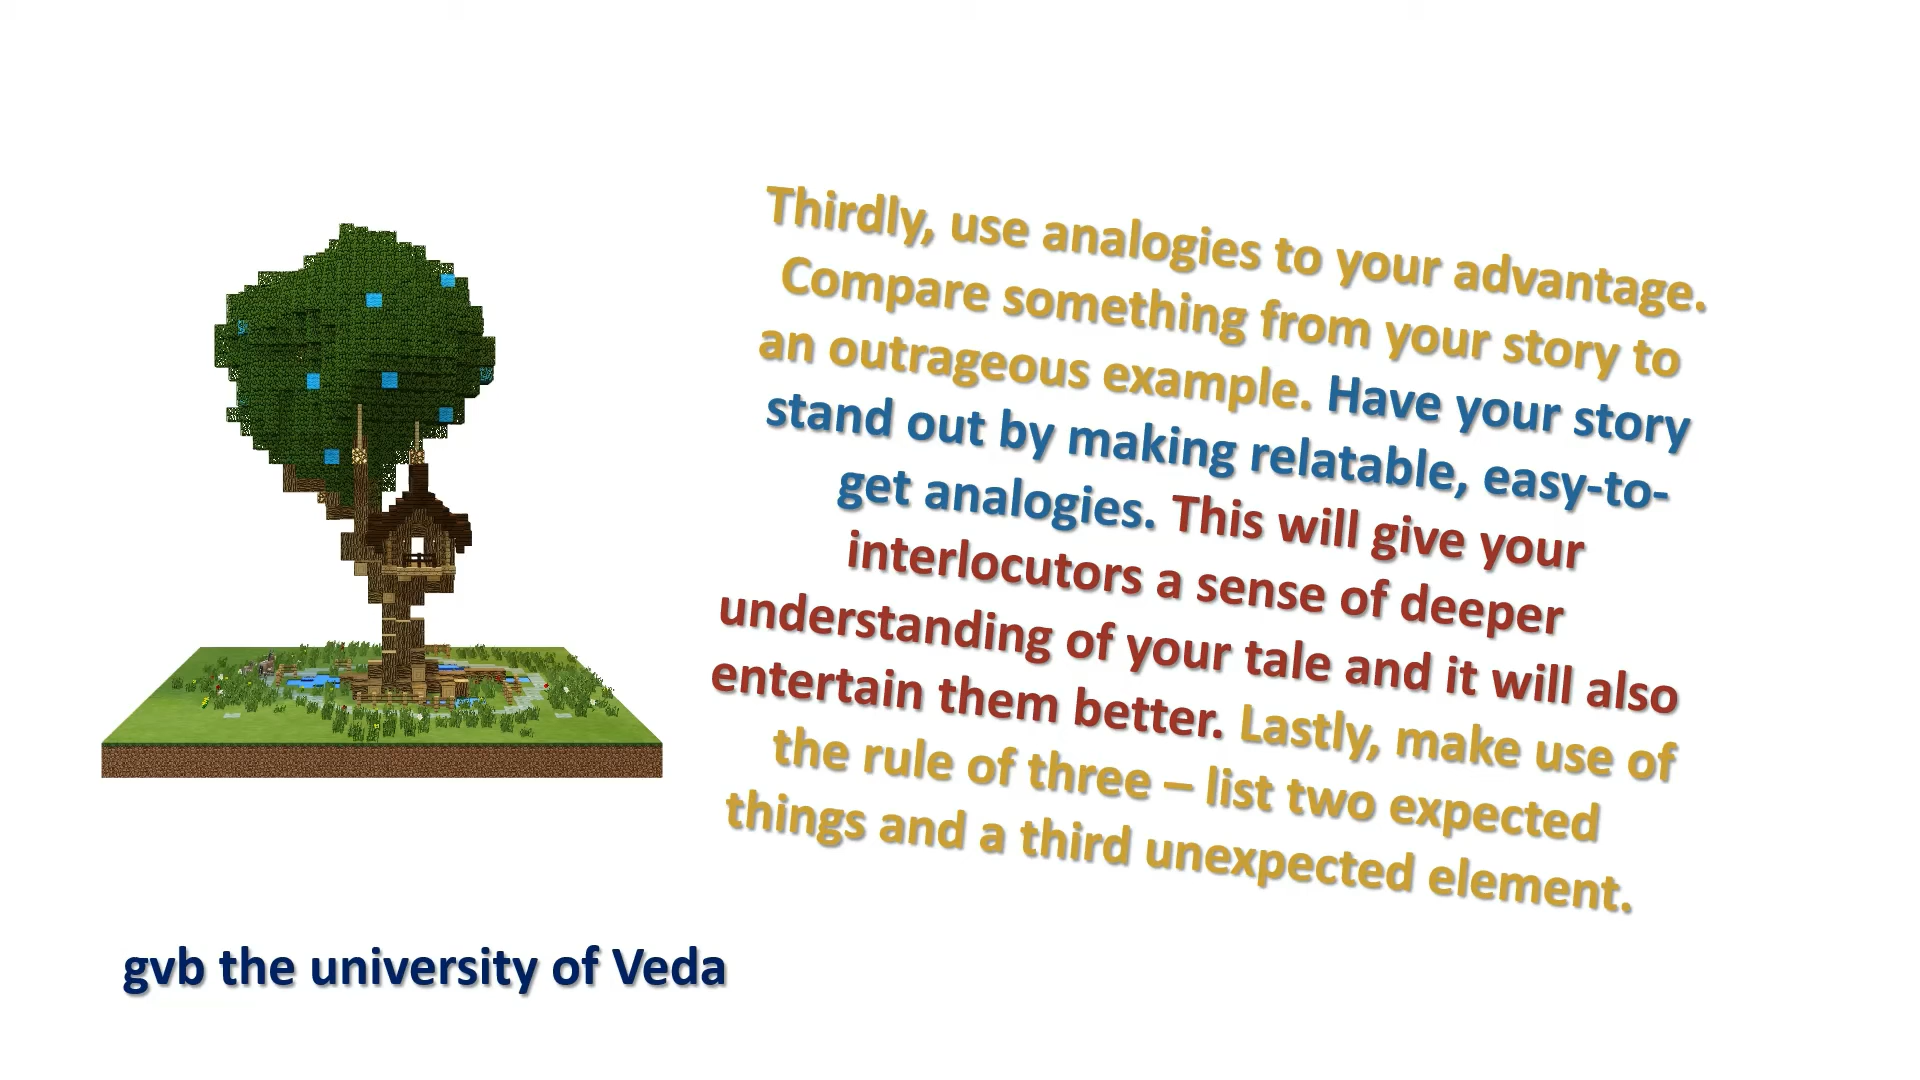 Thirdly, use analogies to your advantage.
Compare something from your story to
an outrageous example. Have your story
stand out by making relatable, easy-to-
get analogies. This will give your
interlocutors a sense of deeper
understanding of your tale and it will also
entertain them better. Lastly, make use of
the rule of three – list two expected
things and a third unexpected element.
gvb the university of Veda